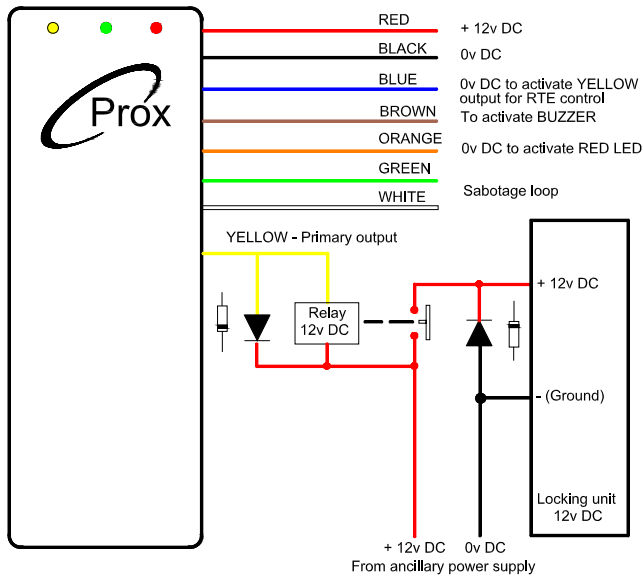 RED
+ 12v DC
BLACK
0v DC
BLUE
0v DC to activate YELLOW
output for RTE control
Prox
BROWN
To activate BUZZER
ORANGE
0v DC to activate RED LED
GREEN
Sabotage loop
WHITE
YELLOW - Primary output
+ 12v DC
Relay
12v DC
- (Ground)
Locking unit
12v DC
+ 12v DC
0v DC
From ancillary power supply